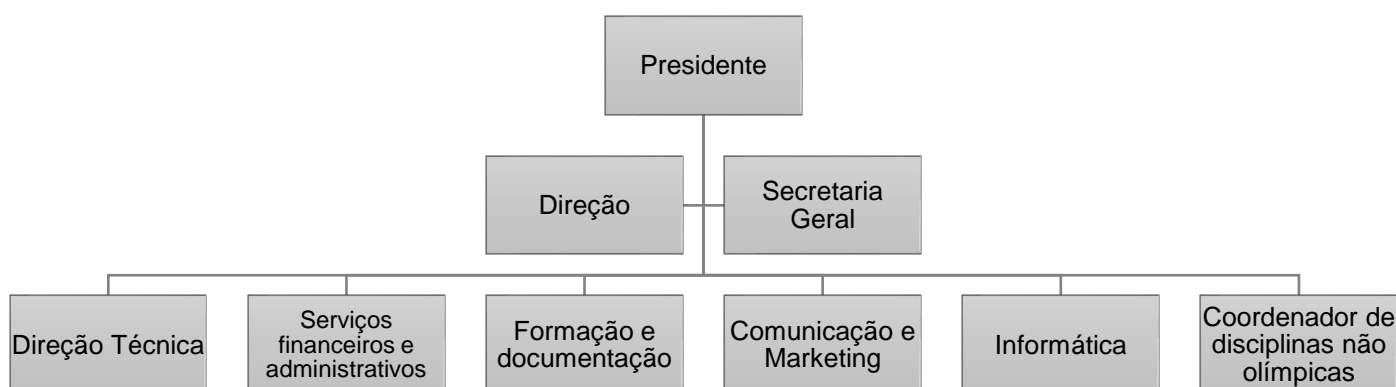 Presidente
Direção
Secretaria
Geral
Direção Técnica
Serviços
financeiros e
administrativos
Formação e
documentação
Comunicação e
Marketing
Informática
Coordenador de
disciplinas não
olímpicas